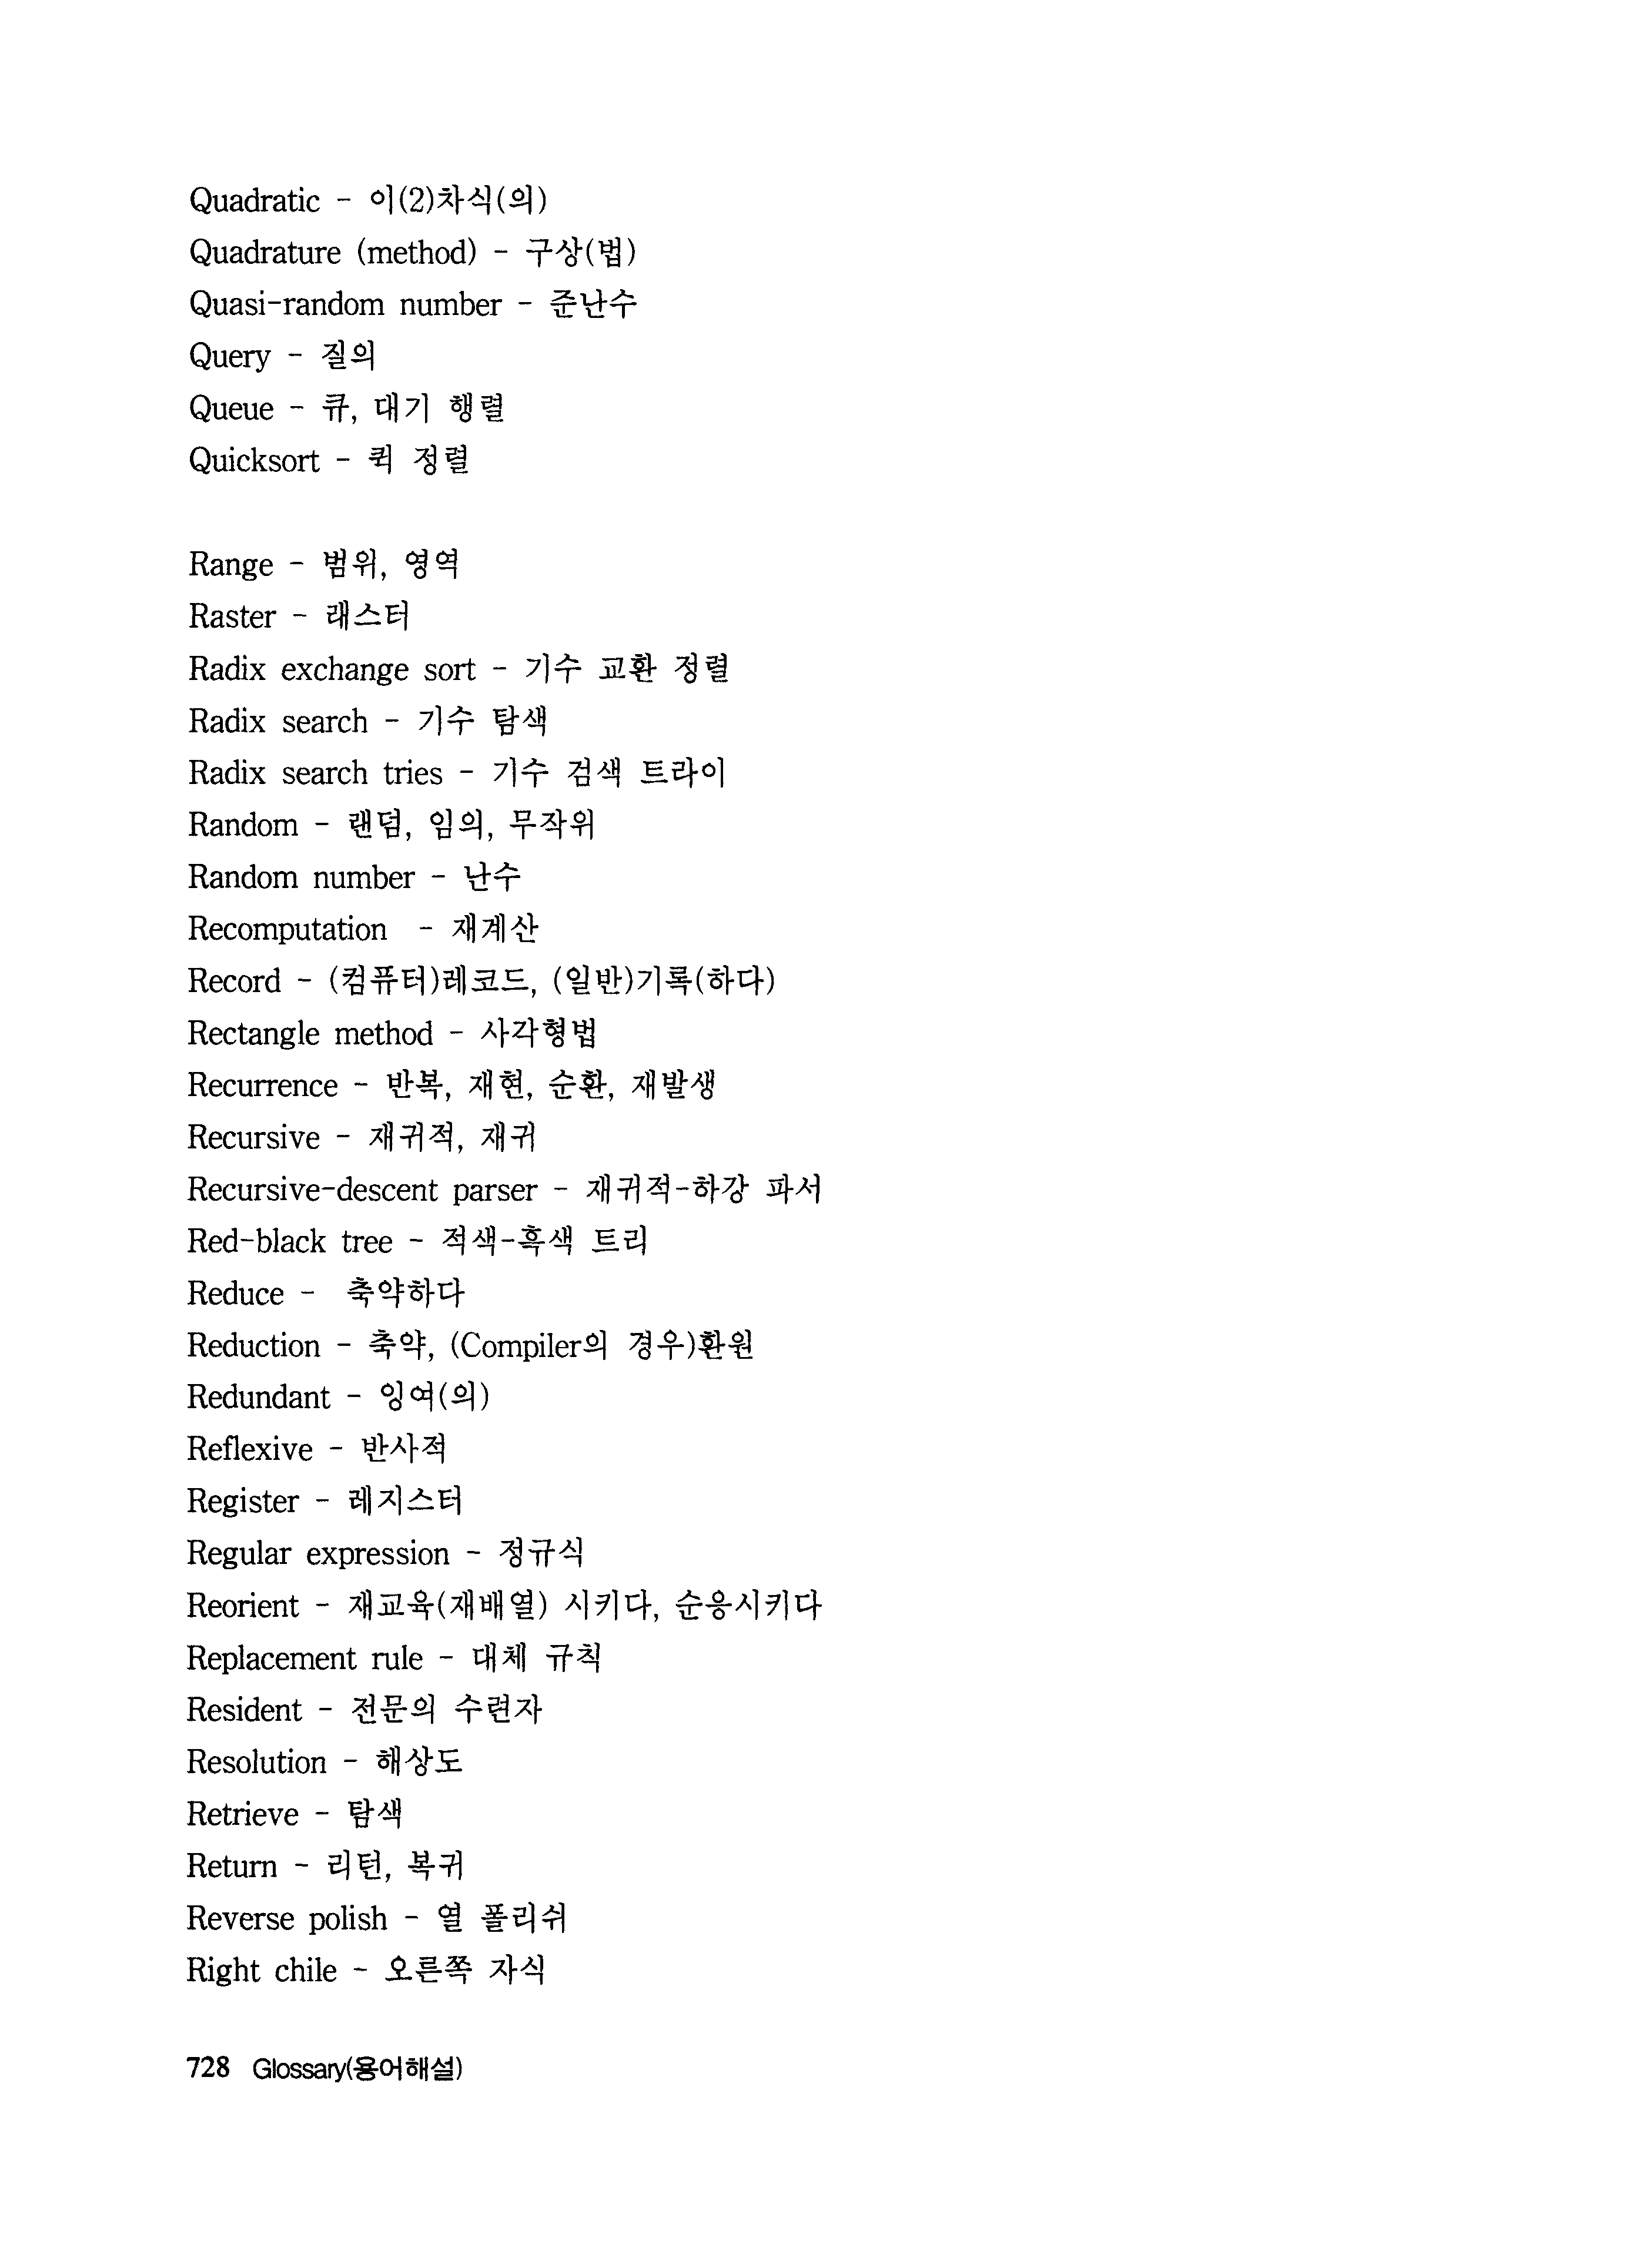 Quadratic - 이(2)차식(의)
Quadrature (method) - 구상(법)
Quasi-random number - 준난수
Query - 질의
Queue - 큐, 대기 행렬
Quicksort - 퀵 정렬
Range - 범위, 영역
Raster - 래스터
Radix exchange sort - 기수 교환 정렬
Radix search - 기수 탐색
Radix search tries - 기수 검색 트라이
Random - 랜덤, 임의, 무작위
Random number - 난수
Recomputation - 재계산
Record - (컴퓨터)레코드, (일반)기록(하다)
Rectangle method - 사각형법
Recurrence - 반복, 재현, 순환, 재발생
Recursive - 재귀적, 재귀
Recursive-descent parser - 재귀적-하강 파서
Red-black tree - 적색-흑색 트리
Reduce - 축약하다
Reduction - 축약, (Compiler의 경우)환원
Redundant - 잉여(의)
Reflexive - 반사적
Register - 레지스터
Regular expression - 정규식
Reorient - 재교육(재배열) 시키다, 순응시키다
Replacement rule - 대체 규칙
Resident - 전문의 수련자
Resolution - 해상도
Retrieve - 탐색
Return - 리턴, 복귀
Reverse polish - 열 폴리쉬
Right chile - 오른쪽 자식
728 Glossary(용어해설)